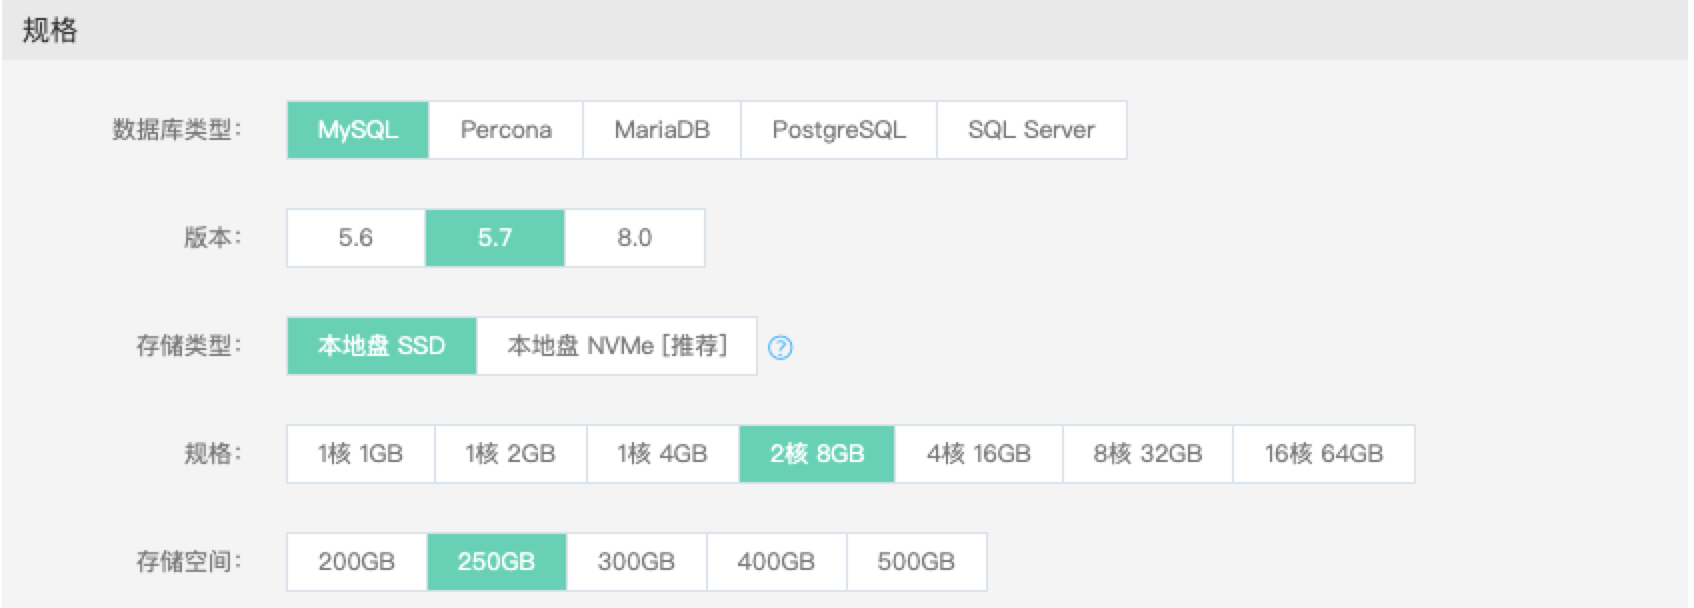 规格
数据库类型: MySQL Percona MariaDB PostgreSQL SQL Server
版本: 5.6 5.7 8.0
存储类型: 本地盘 SSD 本地盘 NVMe [推荐] ?
规格: 1核 1GB 1核 2GB 1核 4GB 2核 8GB 4核 16GB 8核 32GB 16核 64GB
存储空间: 200GB 250GB 300GB 400GB 500GB